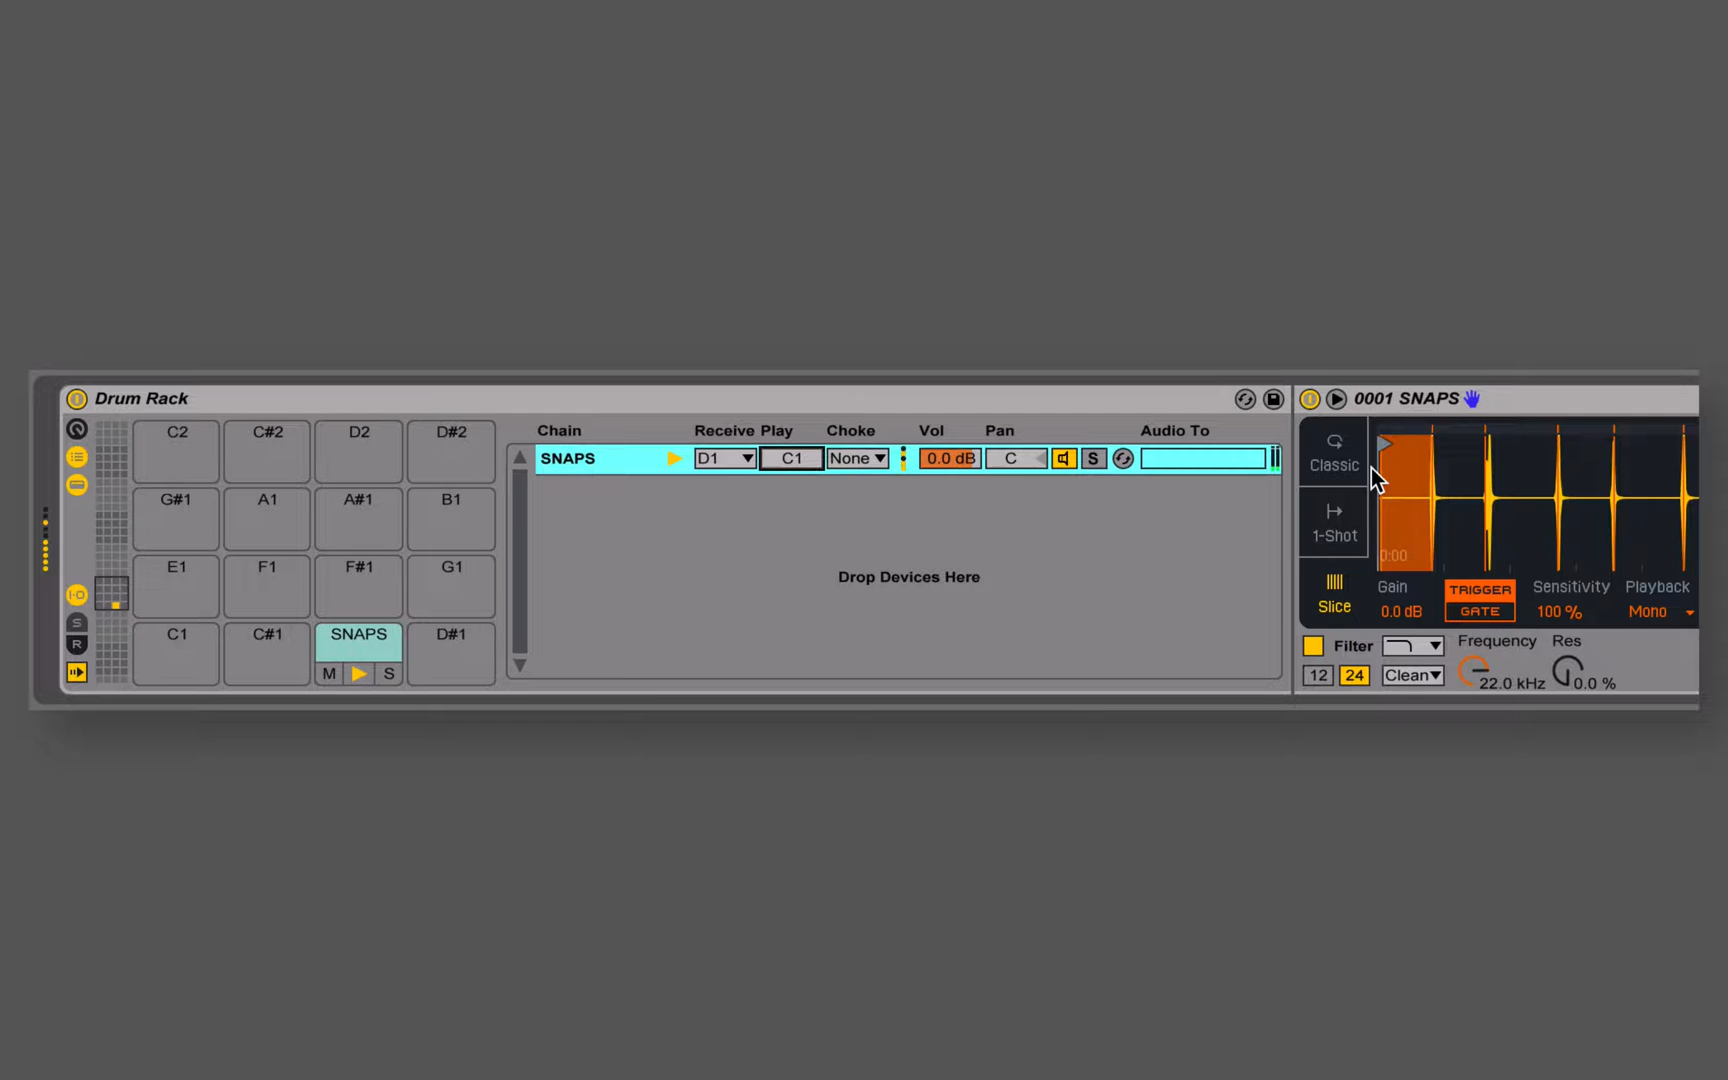 Drum Rack
0001 SNAPS
C2 C#2 D2 D#2
G#1 A1 A#1 B1
E1 F1 F#1 G1
C1 C#1 SNAPS D#1
M S
I-O
S
R
Chain Receive Play Choke Vol Pan Audio To
SNAPS D1 C1 None 0.0 dB C S
Drop Devices Here
Classic
1-Shot
Slice
0:00
Gain TRIGGER Sensitivity Playback
0.0 dB GATE 100 % Mono
Filter Frequency Res
12 24 Clean 22.0 kHz 0.0 %